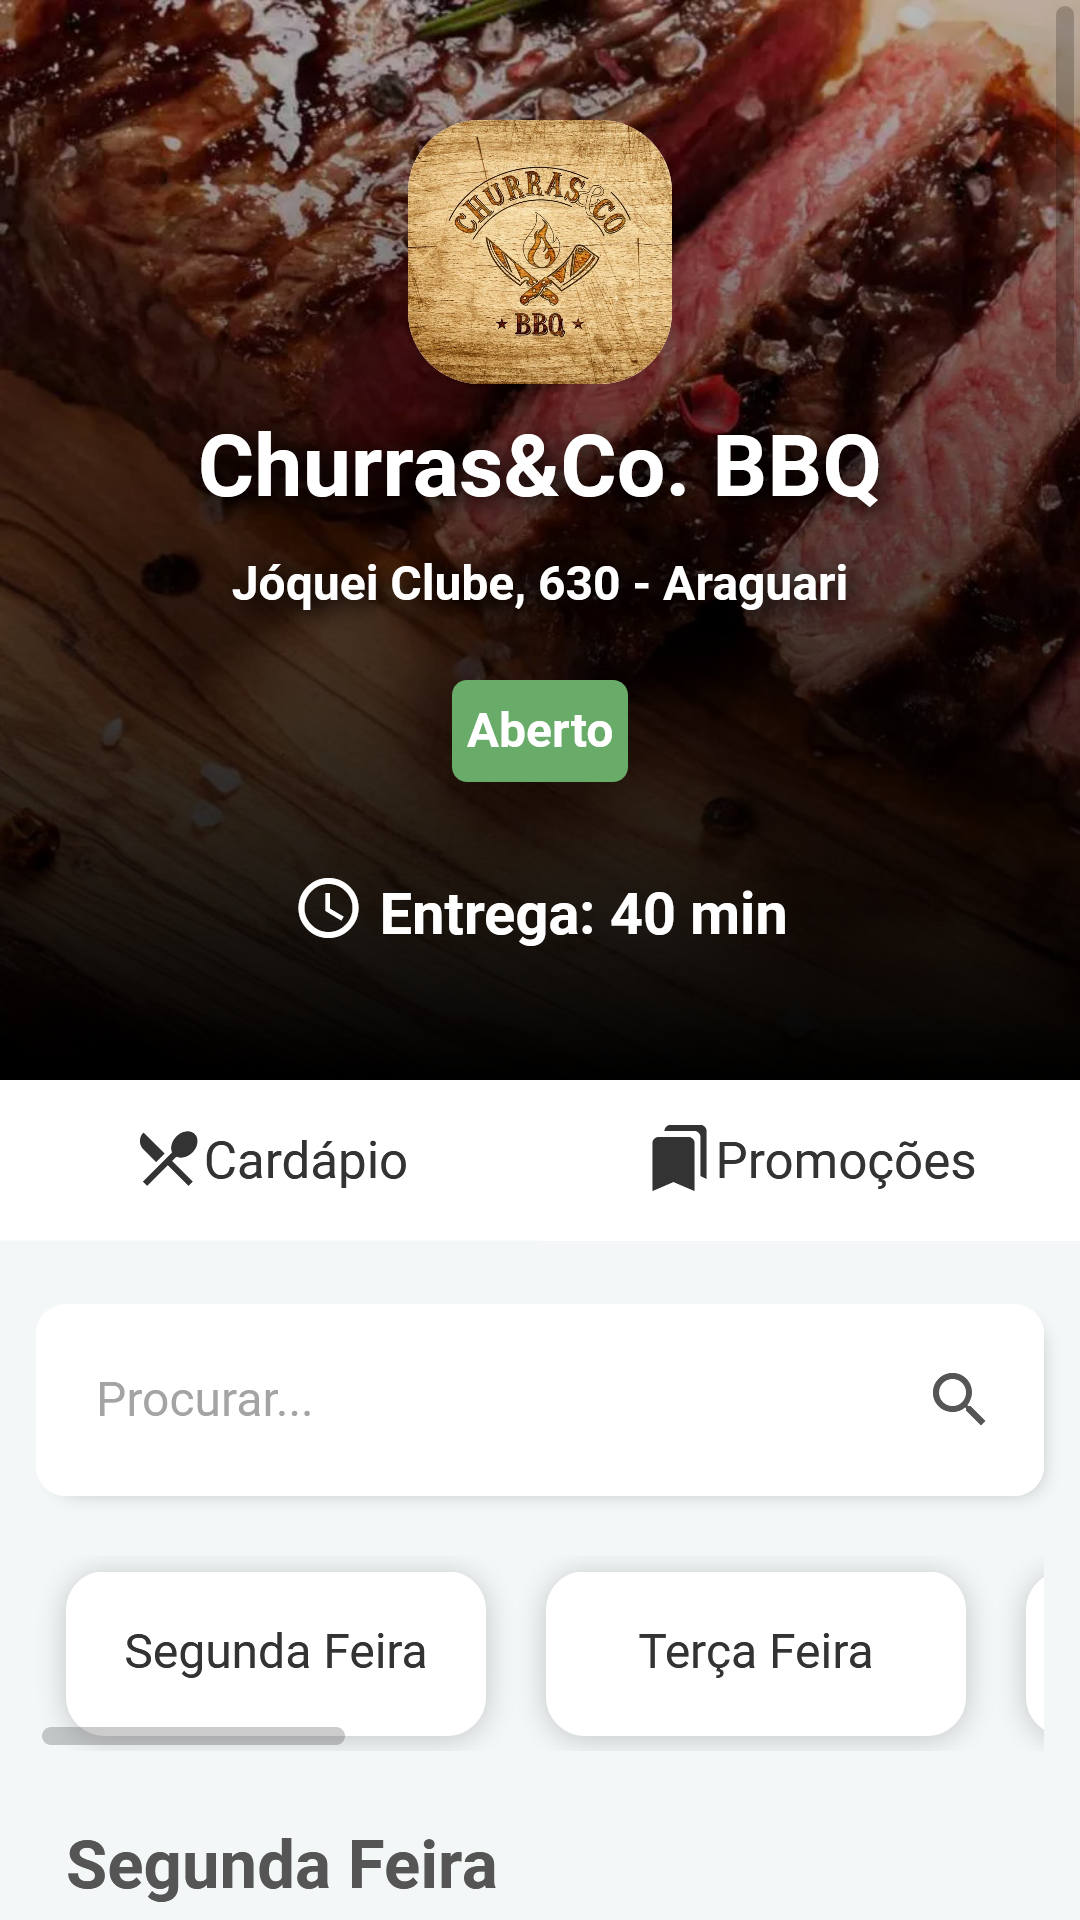 CHURRAS&CO
BBQ
Churras&Co. BBQ
Jóquei Clube, 630 - Araguari
Aberto
Entrega: 40 min
Cardápio
Promoções
Procurar...
Segunda Feira
Terça Feira
Segunda Feira